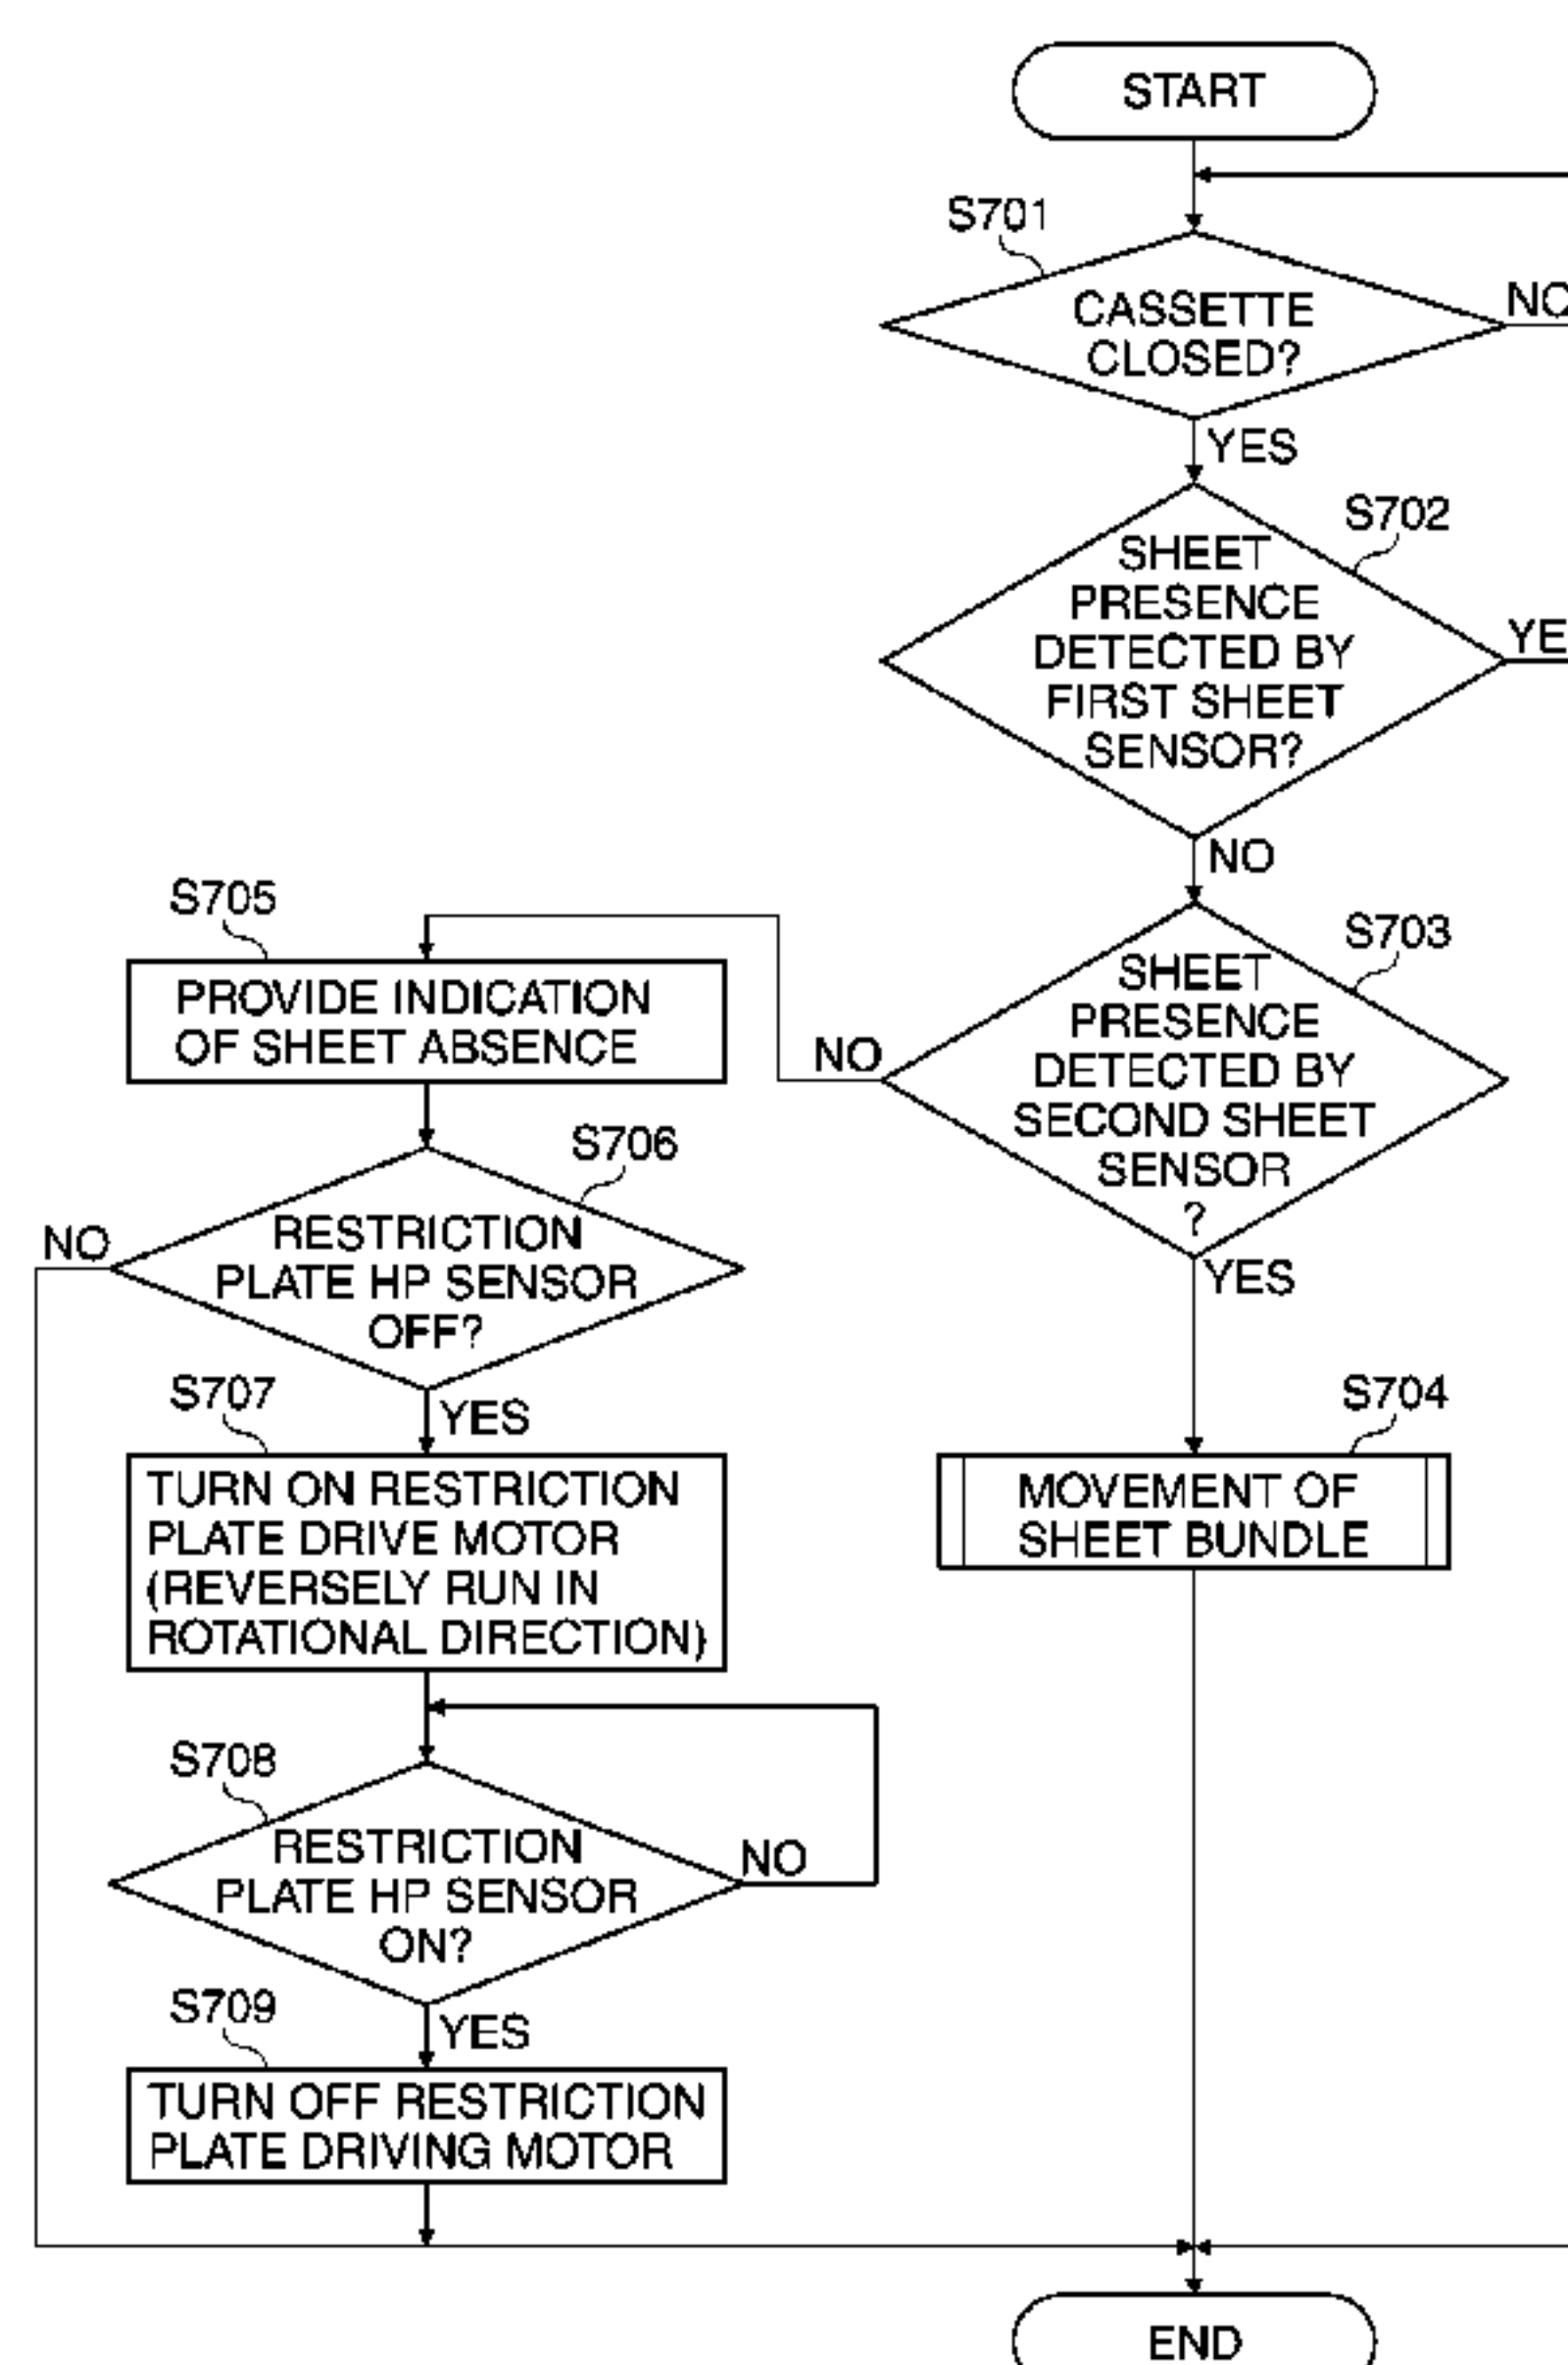 START
S701
CASSETTE
CLOSED?
NO
YES
S702
SHEET
PRESENCE
DETECTED BY
FIRST SHEET
SENSOR?
YE
NO
S703
SHEET
PRESENCE
DETECTED BY
SECOND SHEET
SENSOR
?
NO
YES
S704
MOVEMENT OF
SHEET BUNDLE
S705
PROVIDE INDICATION
OF SHEET ABSENCE
S706
RESTRICTION
PLATE HP SENSOR
OFF?
NO
YES
S707
TURN ON RESTRICTION
PLATE DRIVE MOTOR
(REVERSELY RUN IN
ROTATIONAL DIRECTION)
S708
RESTRICTION
PLATE HP SENSOR
ON?
NO
YES
S709
TURN OFF RESTRICTION
PLATE DRIVING MOTOR
END